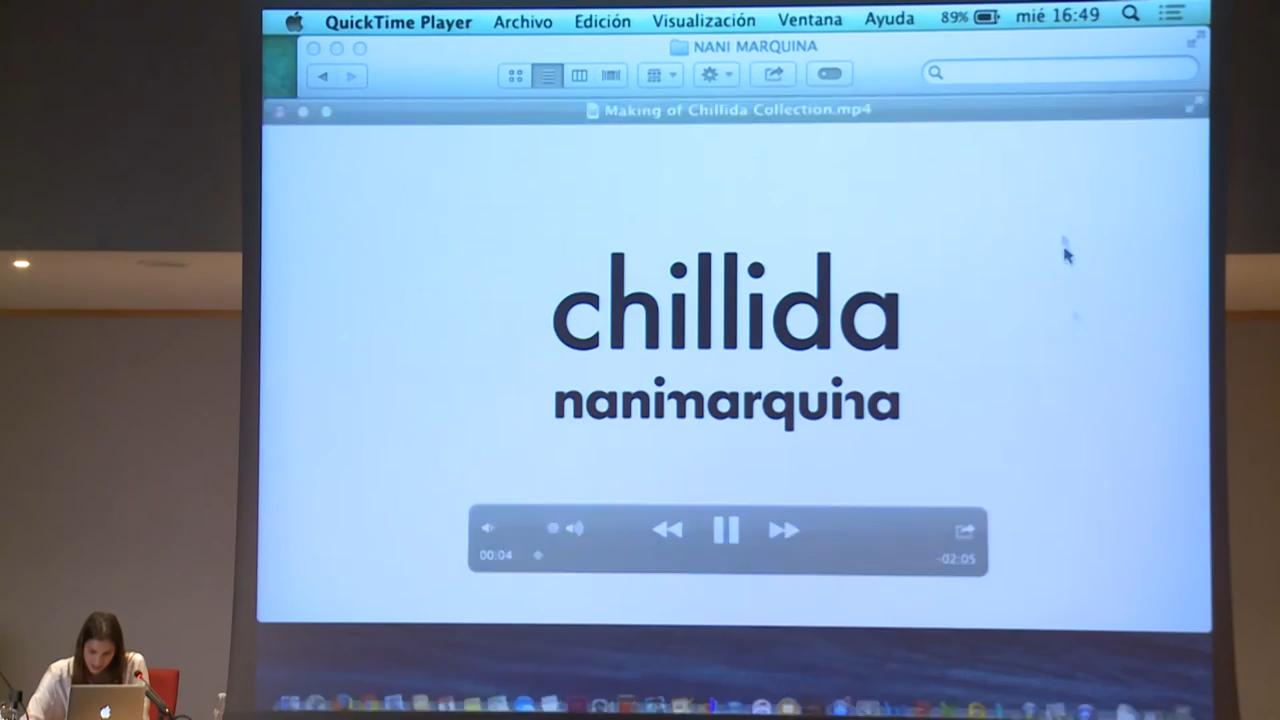 QuickTime Player Archivo Edición Visualización Ventana Ayuda 89% mié 16:49
NANI MARQUINA
Making of Chillida Collection.mp4
chillida
nanimarquina
00:04 -02:05